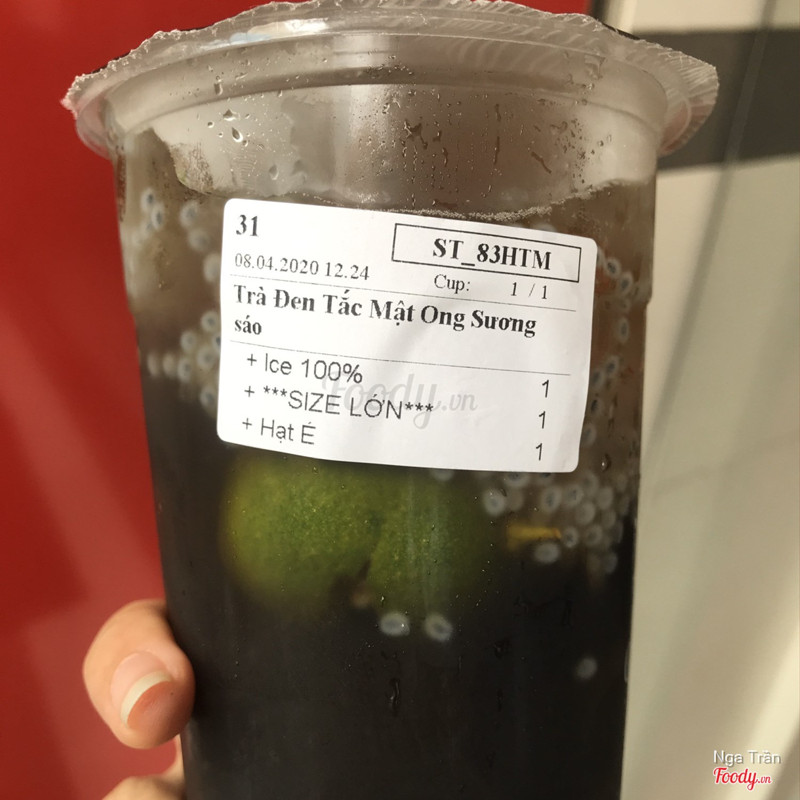 31
ST_83HTM
08.04.2020 12.24
Cup: 1 / 1
Trà Đen Tắc Mật Ong Sương
sáo
+ Ice 100% 1
+ ***SIZE LỚN*** 1
+ Hạt É 1
Foody.vn
Nga Trần
Foody.vn